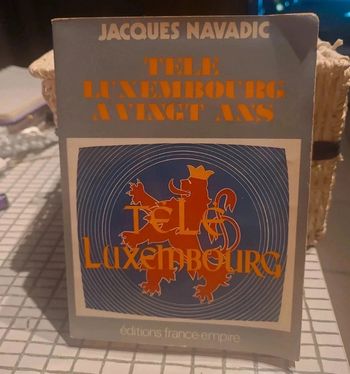 JACQUES NAVADIC
TELE
LUXEMBOURG
A VINGT ANS
TELE
LUXEMBOURG
éditions france-empire